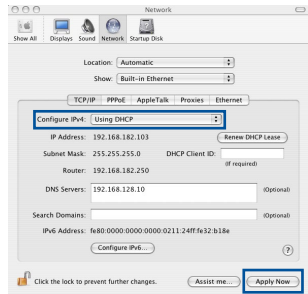 Network
Show All Displays Sound Network Startup Disk
Location: Automatic
Show: Built-in Ethernet
TCP/IP PPPoE AppleTalk Proxies Ethernet
Configure IPv4: Using DHCP
IP Address: 192.168.182.103 Renew DHCP Lease
Subnet Mask: 255.255.255.0 DHCP Client ID:
(If required)
Router: 192.168.182.250
DNS Servers: 192.168.128.10 (Optional)
Search Domains: (Optional)
IPv6 Address: fe80:0000:0000:0000:0211:24ff:fe32:b18e
Configure IPv6... ?
Click the lock to prevent further changes. Assist me... Apply Now